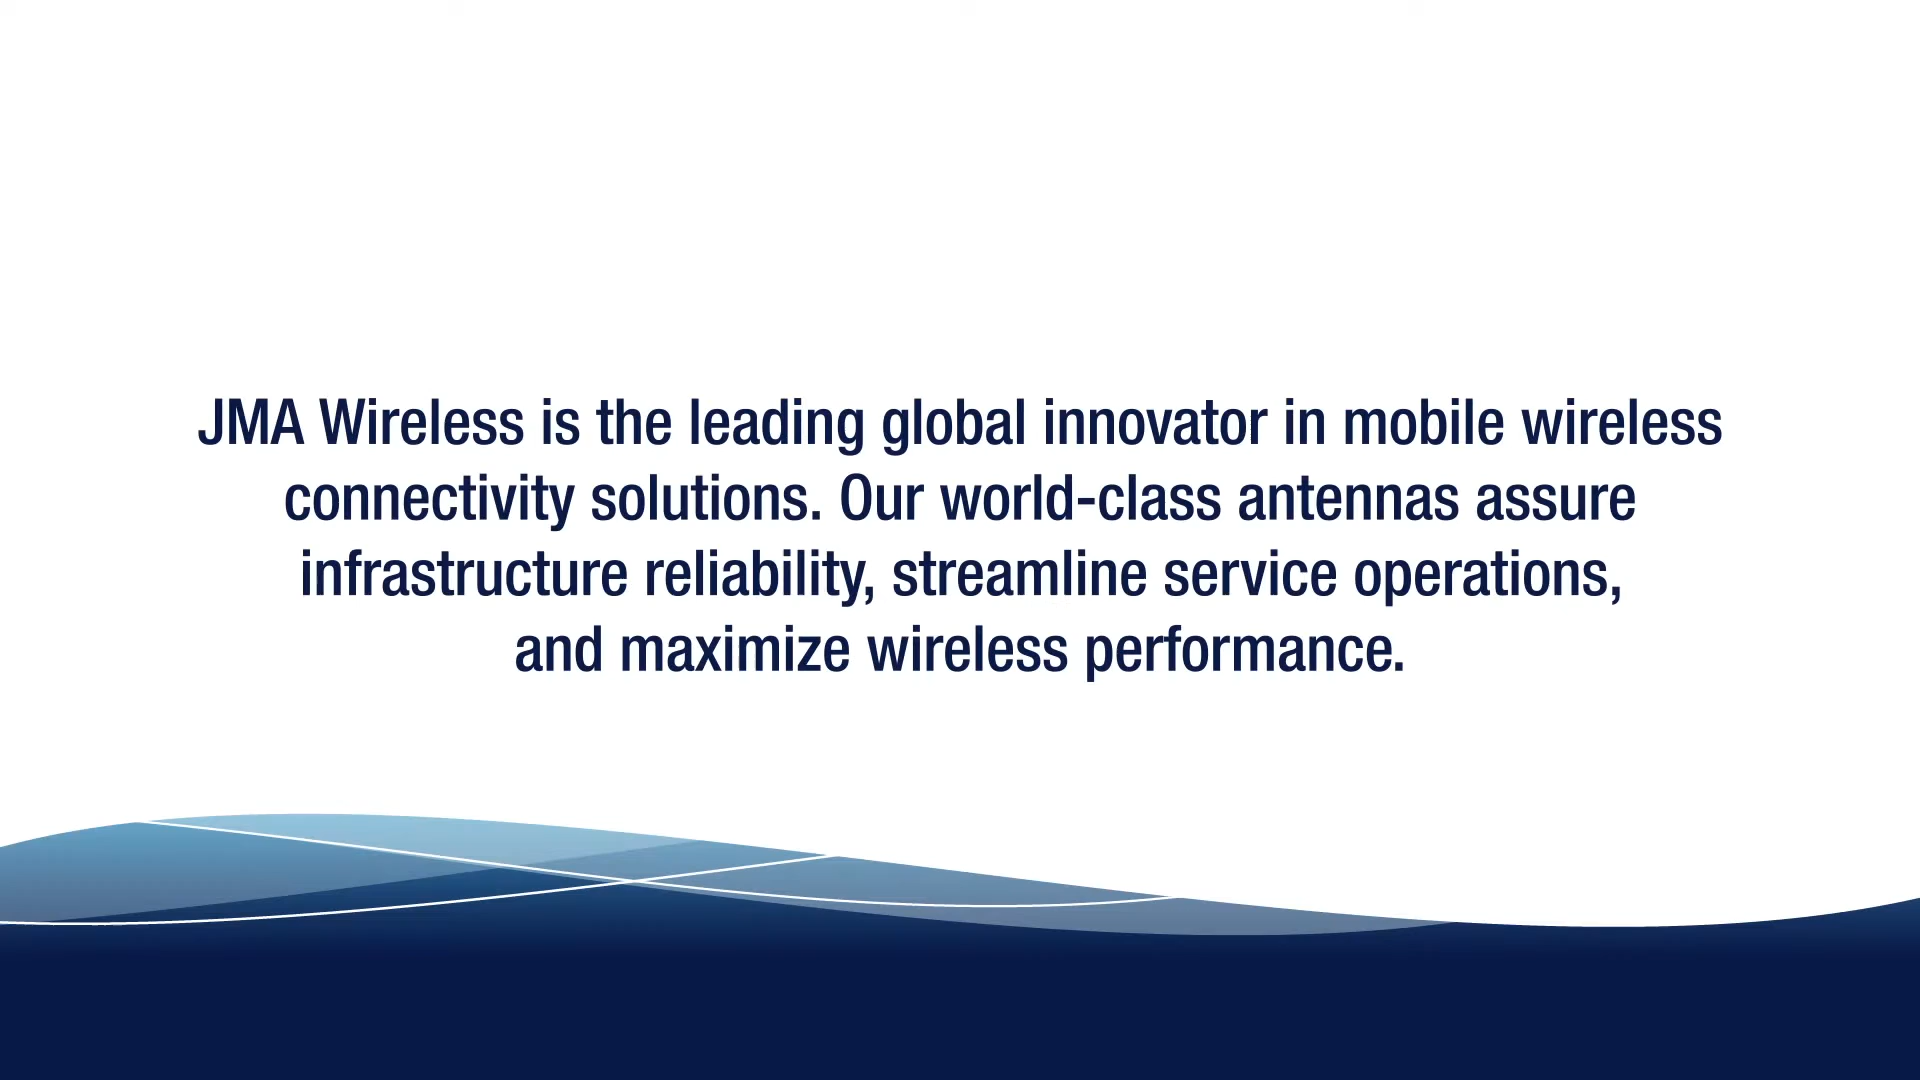 JMA Wireless is the leading global innovator in mobile wireless
connectivity solutions. Our world-class antennas assure
infrastructure reliability, streamline service operations,
and maximize wireless performance.